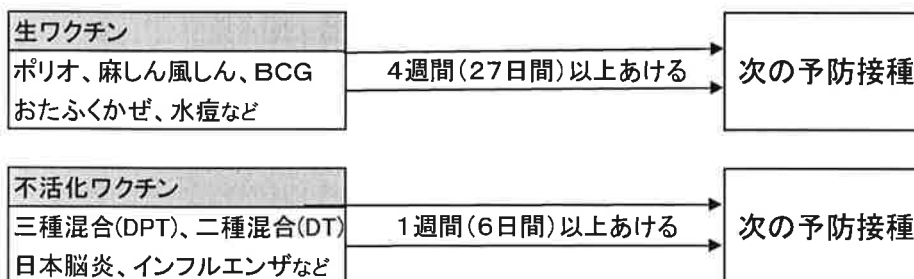 生ワクチン
ポリオ、麻しん風しん、BCG
おたふくかぜ、水痘など
4週間(27日間)以上あける
次の予防接種
不活化ワクチン
三種混合(DPT)、二種混合(DT)
日本脳炎、インフルエンザなど
1週間(6日間)以上あける
次の予防接種